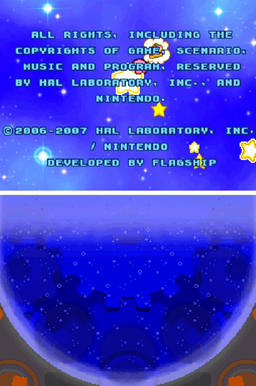 ALL RIGHTS, INCLUDING THE
COPYRIGHTS OF GAME, SCENARIO,
MUSIC AND PROGRAM, RESERVED
BY HAL LABORATORY, INC., AND
NINTENDO.
©2006-2007 HAL LABORATORY, INC.
/ NINTENDO
DEVELOPED BY FLAGSHIP